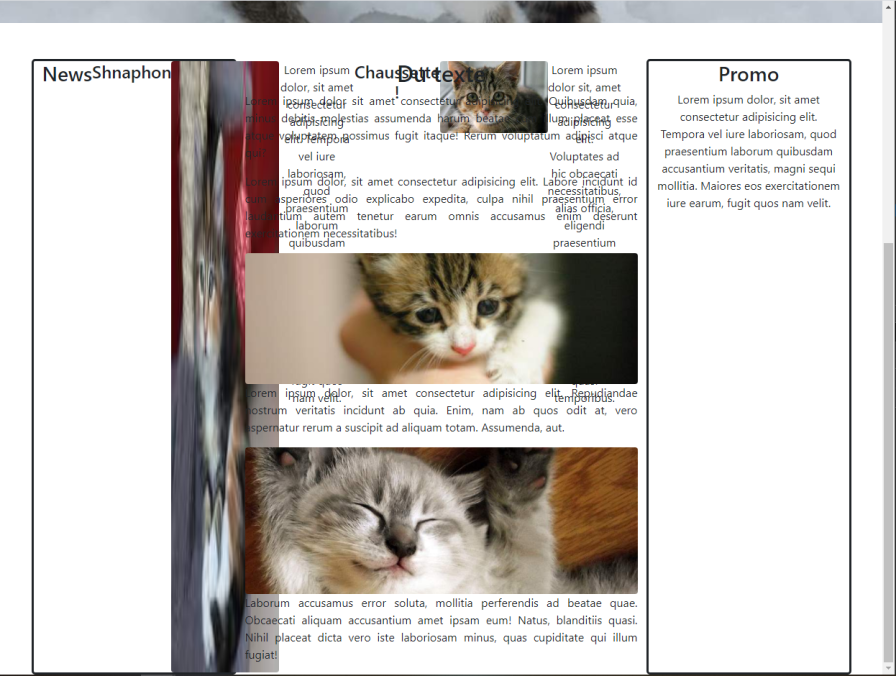 News
Shnaphon
Lorem ipsum
dolor, sit amet
consectetur
adipisicing
elit. Tempora
vel iure
laboriosam,
quod
praesentium
laborum
quibusdam
nam velit.
Chaussette
Lorem ipsum
dolor, sit amet
consectetur
adipisicing
elit.
Voluptates ad
hic obcaecati
necessitatibus,
alias officia,
eligendi
praesentium
temporibus.
Du texte
!
Lorem ipsum dolor sit amet consectetur adipisicing elit. Quibusdam quia,
minus debitis molestias assumenda harum beatae placeat esse
voluptatem possimus fugit itaque! Rerum voluptatum adipisci atque
Lorem ipsum dolor, sit amet consectetur adipisicing elit. Labore incidunt id
cum asperiores odio explicabo expedita, culpa nihil praesentium error
laudantium autem tenetur earum omnis accusamus enim deserunt
exercitationem necessitatibus!
Lorem ipsum dolor, sit amet consectetur adipisicing elit. Repudiandae
nostrum veritatis incidunt ab quia. Enim, nam ab quos odit at, vero
aspernatur rerum a suscipit ad aliquam totam. Assumenda, aut.
Laborum accusamus error soluta, mollitia perferendis ad beatae quae.
Obcaecati aliquam accusantium amet ipsam eum! Natus, blanditiis quasi.
Nihil placeat dicta vero iste laboriosam minus, quas cupiditate qui illum
fugiat!
Promo
Lorem ipsum dolor, sit amet
consectetur adipisicing elit.
Tempora vel iure laboriosam, quod
praesentium laborum quibusdam
accusantium veritatis, magni sequi
mollitia. Maiores eos exercitationem
iure earum, fugit quos nam velit.